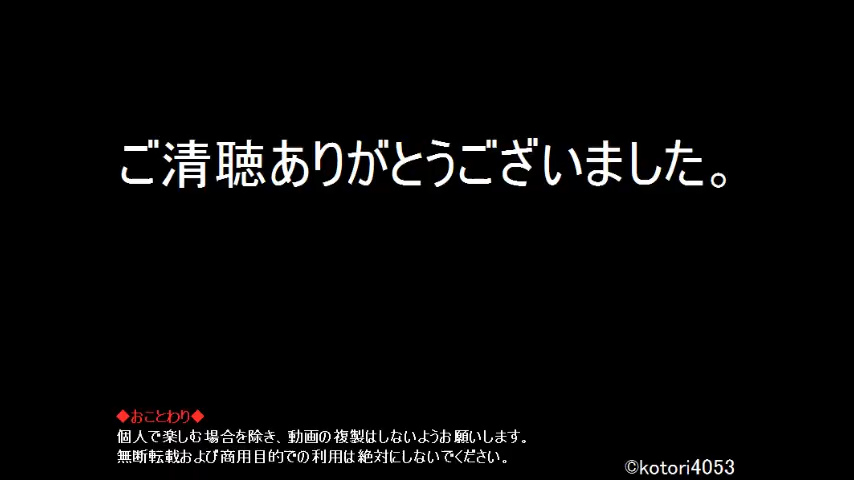 ご清聴ありがとうございました。
◆おことわり◆
個人で楽しむ場合を除き、動画の複製はしないようお願いします。
無断転載および商用目的での利用は絶対にしないでください。
©kotori4053